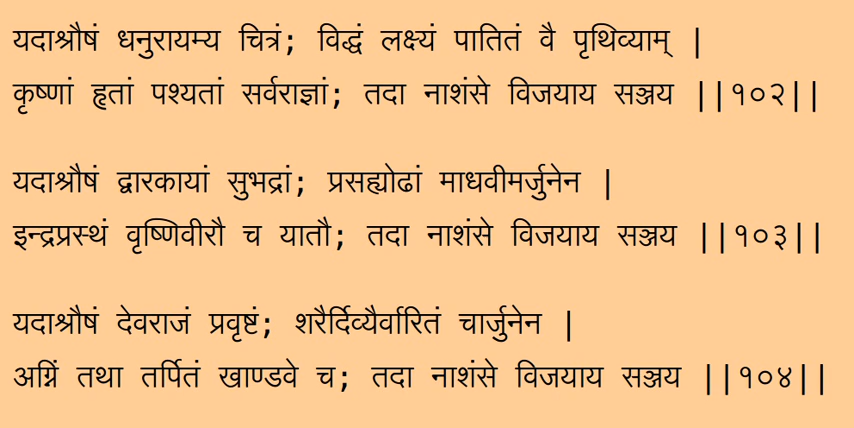 यदाश्रौषं धनुरायम्य चित्रं; विद्धं लक्ष्यं पातितं वै पृथिव्याम् |
कृष्णां हृतां पश्यतां सर्वराज्ञां; तदा नाशंसे विजयाय सञ्जय ||१०२||
यदाश्रौषं द्वारकायां सुभद्रां; प्रसह्योढां माधवीमर्जुनेन |
इन्द्रप्रस्थं वृष्णिवीरौ च यातौ; तदा नाशंसे विजयाय सञ्जय ||१०३||
यदाश्रौषं देवराजं प्रवृष्टं; शरैर्दिव्यैर्वारितं चार्जुनेन |
अग्निं तथा तर्पितं खाण्डवे च; तदा नाशंसे विजयाय सञ्जय ||१०४||